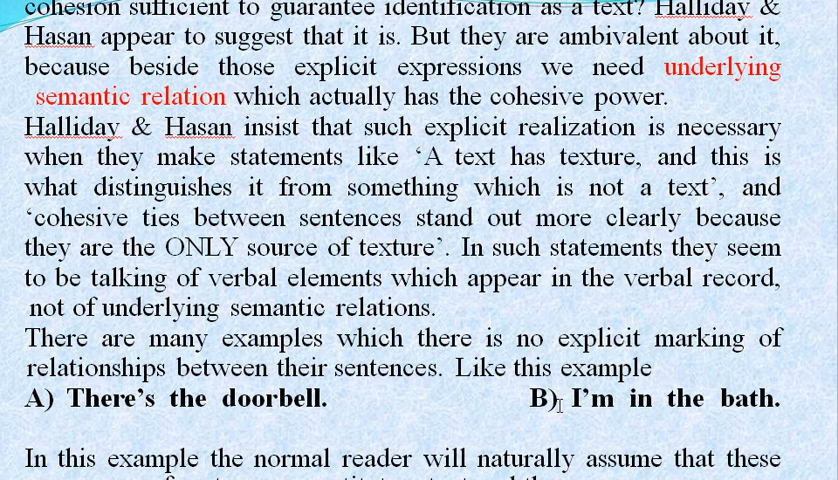 cohesion sufficient to guarantee identification as a text? Halliday &
Hasan appear to suggest that it is. But they are ambivalent about it,
because beside those explicit expressions we need underlying
semantic relation which actually has the cohesive power.
Halliday & Hasan insist that such explicit realization is necessary
when they make statements like ‘A text has texture, and this is
what distinguishes it from something which is not a text’, and
‘cohesive ties between sentences stand out more clearly because
they are the ONLY source of texture’. In such statements they seem
to be talking of verbal elements which appear in the verbal record,
not of underlying semantic relations.
There are many examples which there is no explicit marking of
relationships between their sentences. Like this example
A) There’s the doorbell. B) I’m in the bath.
In this example the normal reader will naturally assume that these